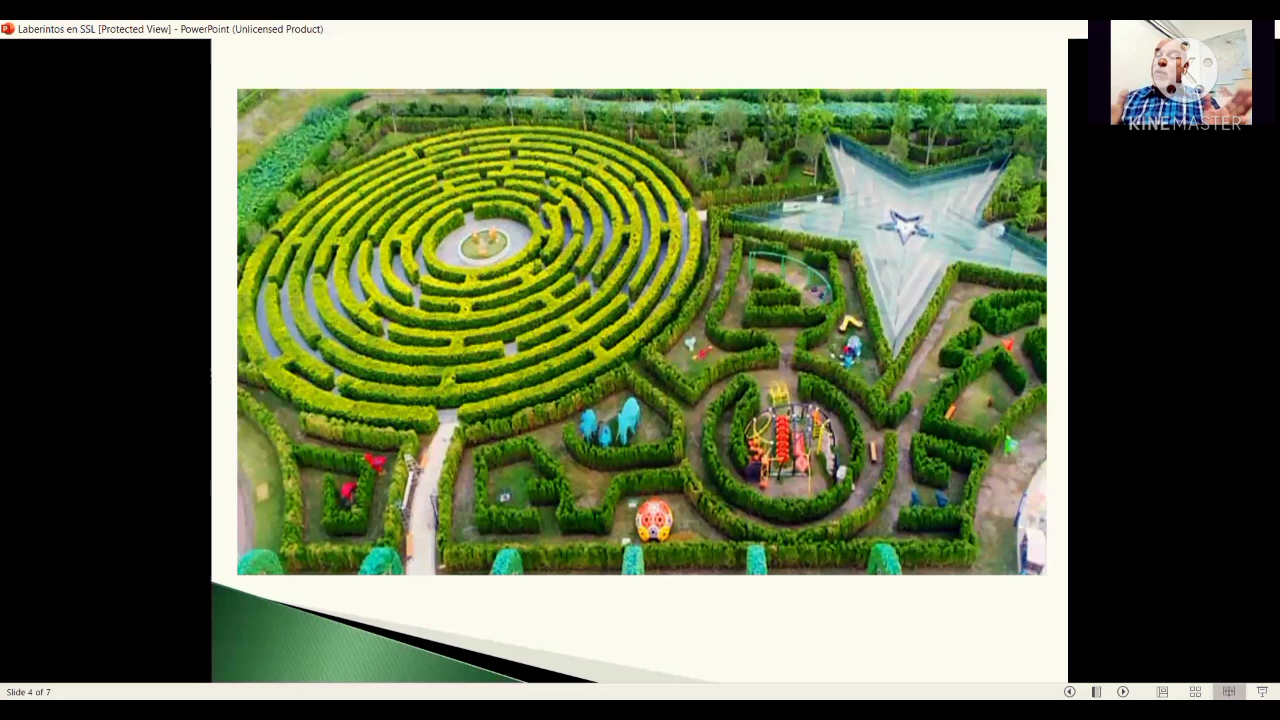 Laberintos en SSL [Protected View] - PowerPoint (Unlicensed Product)
KINEMASTER
Slide 4 of 7